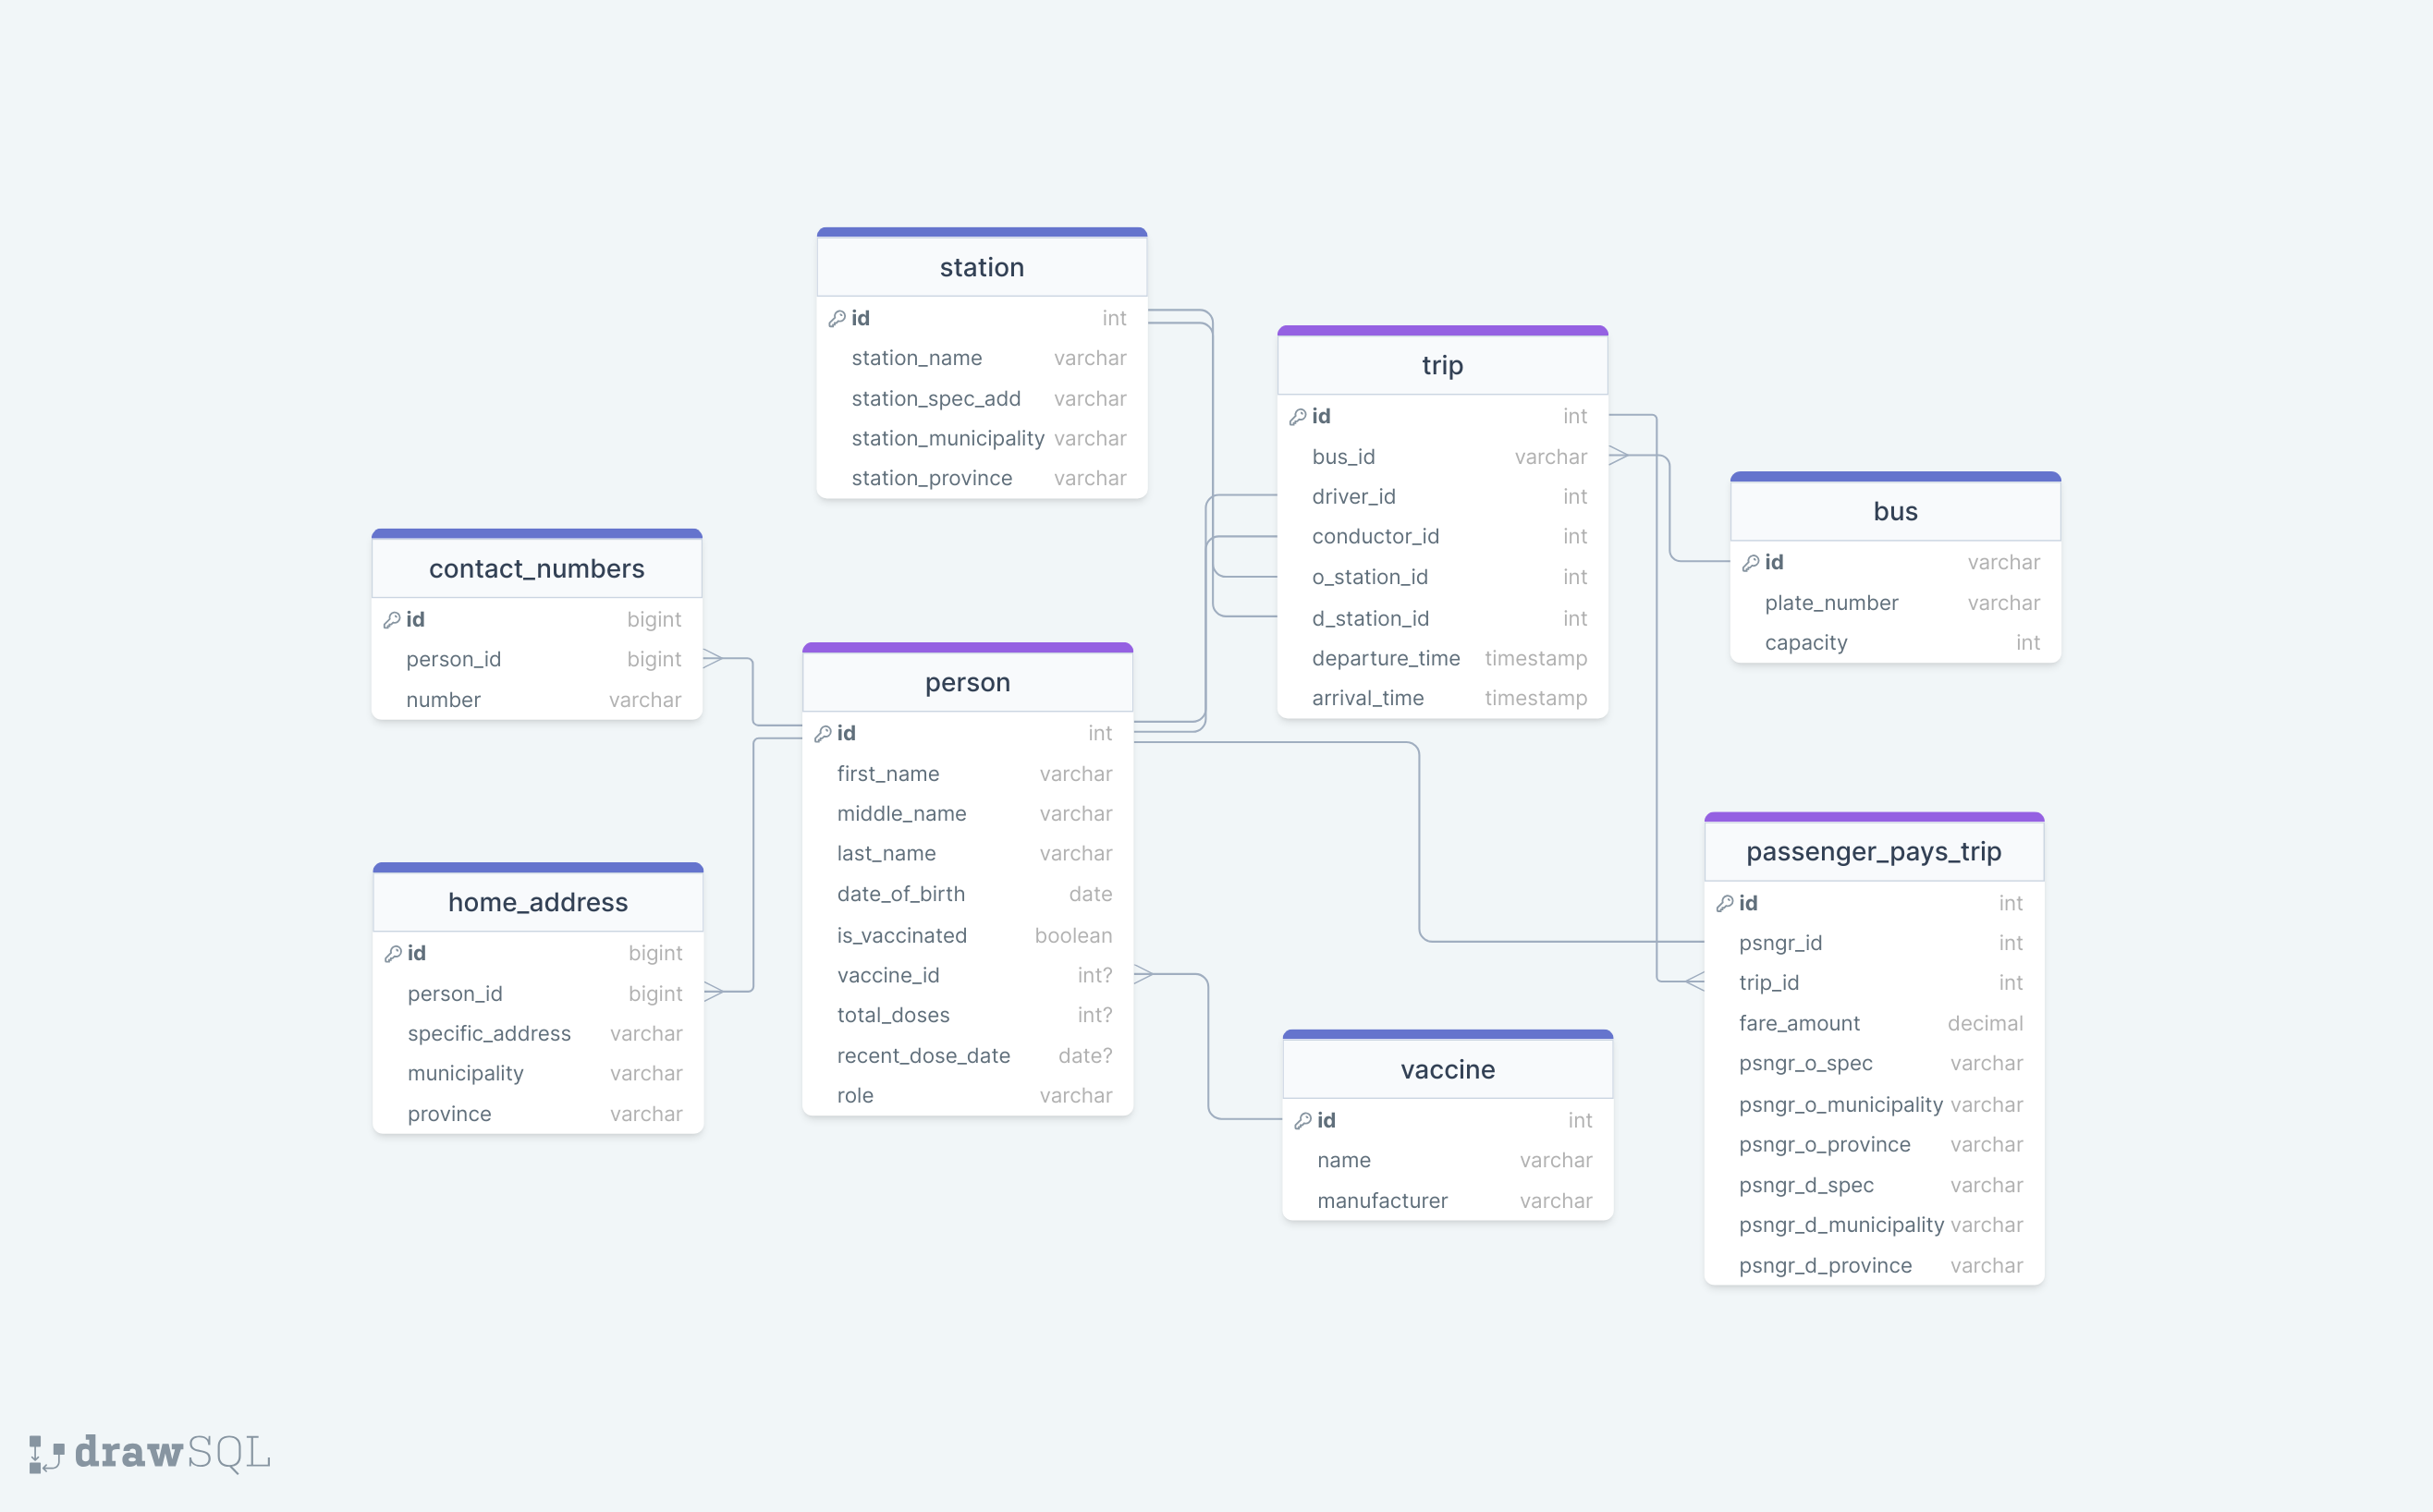 station
id int
station_name varchar
station_spec_add varchar
station_municipality varchar
station_province varchar
trip
id int
bus_id varchar
driver_id int
conductor_id int
o_station_id int
d_station_id int
departure_time timestamp
arrival_time timestamp
bus
id varchar
plate_number varchar
capacity int
contact_numbers
id bigint
person_id bigint
number varchar
person
id int
first_name varchar
middle_name varchar
last_name varchar
date_of_birth date
is_vaccinated boolean
vaccine_id int?
total_doses int?
recent_dose_date date?
role varchar
home_address
id bigint
person_id bigint
specific_address varchar
municipality varchar
province varchar
passenger_pays_trip
id int
psngr_id int
trip_id int
fare_amount decimal
psngr_o_spec varchar
psngr_o_municipality varchar
psngr_o_province varchar
psngr_d_spec varchar
psngr_d_municipality varchar
psngr_d_province varchar
vaccine
id int
name varchar
manufacturer varchar
drawSQL